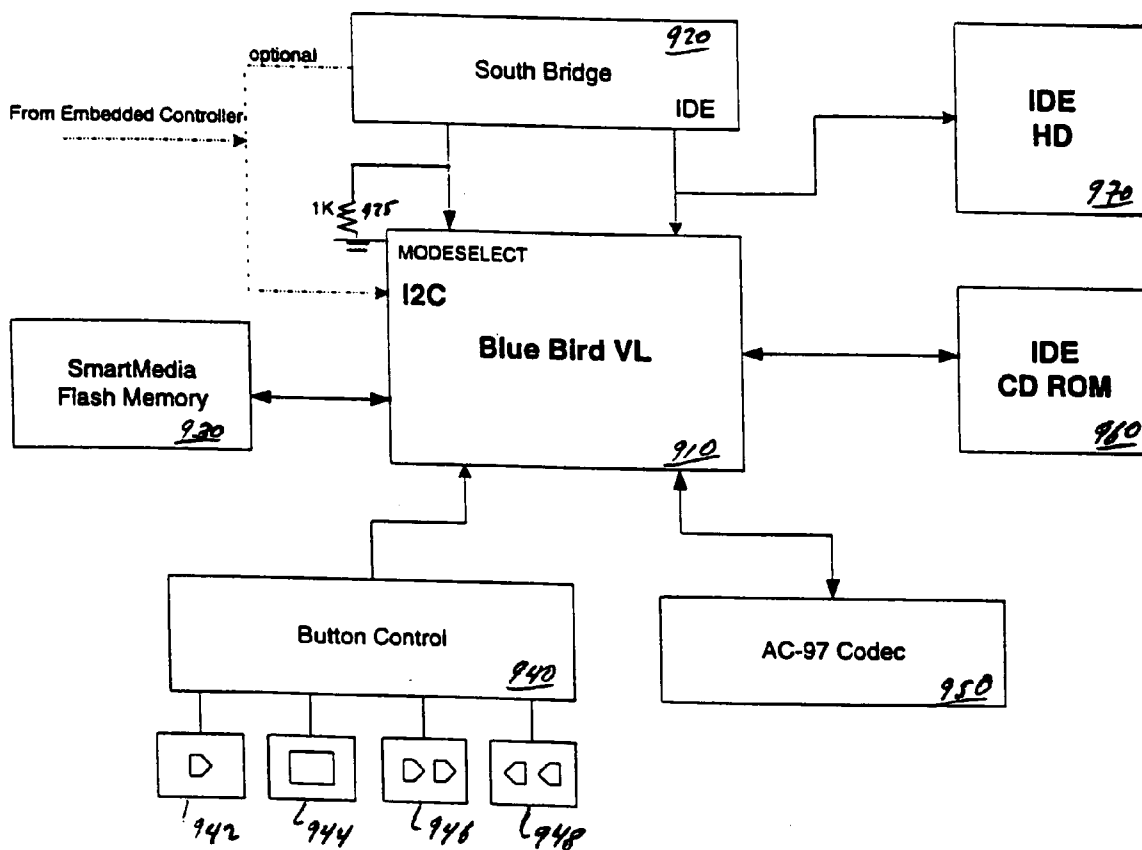 920
optional
South Bridge
IDE
From Embedded Controller
IDE
HD
970
1K
975
MODESELECT
I2C
Blue Bird VL
910
SmartMedia
Flash Memory
930
IDE
CD ROM
960
Button Control
940
AC-97 Codec
950
942
944
946
948